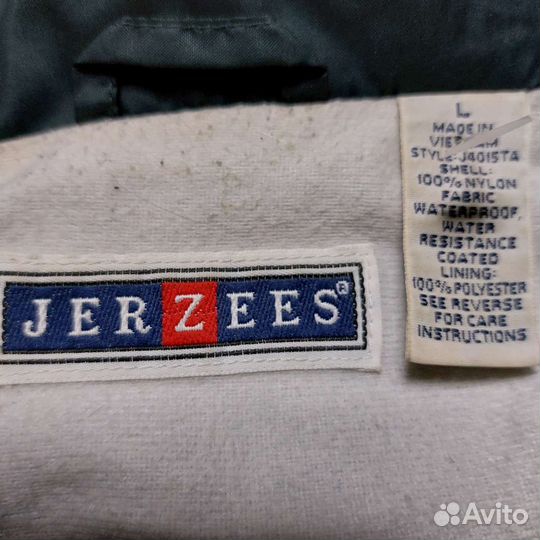 L
MADE IN
VIETNAM
STYLE: J4015TA
SHELL:
100% NYLON
FABRIC
WATERPROOF,
WATER
RESISTANCE
COATED
LINING:
100% POLYESTER
SEE REVERSE
FOR CARE
INSTRUCTIONS
JERZEES®
Avito